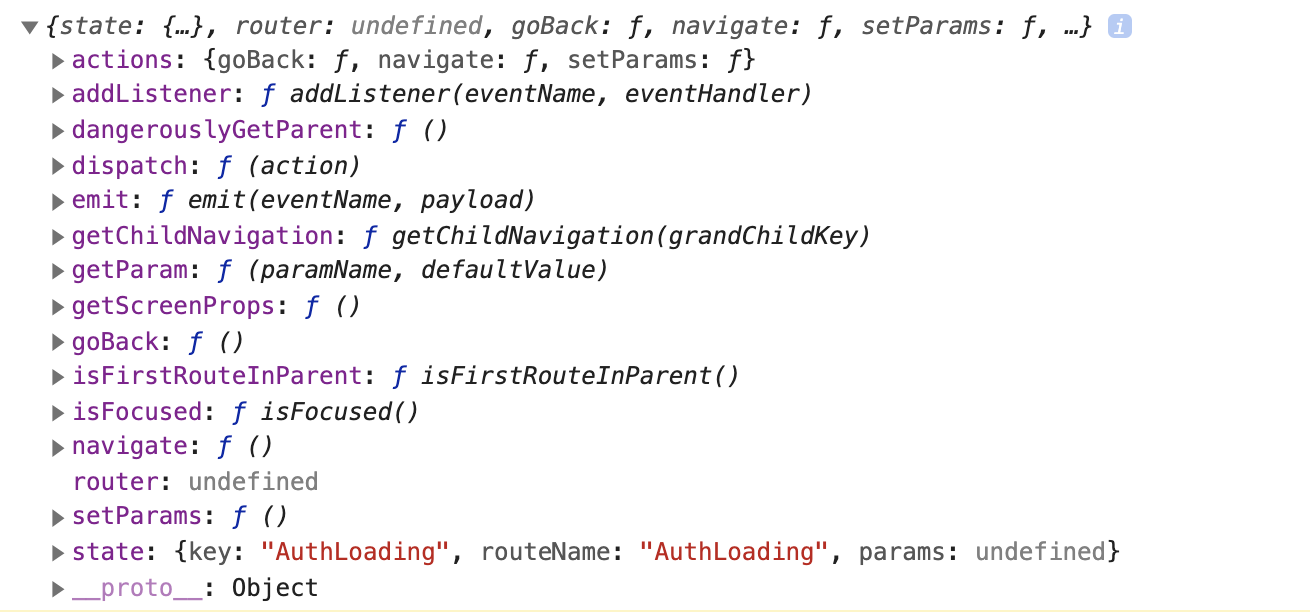 ▼{state: {…}, router: undefined, goBack: ƒ, navigate: ƒ, setParams: ƒ, …} i
▶actions: {goBack: ƒ, navigate: ƒ, setParams: ƒ}
▶addListener: ƒ addListener(eventName, eventHandler)
▶dangerouslyGetParent: ƒ ()
▶dispatch: ƒ (action)
▶emit: ƒ emit(eventName, payload)
▶getChildNavigation: ƒ getChildNavigation(grandChildKey)
▶getParam: ƒ (paramName, defaultValue)
▶getScreenProps: ƒ ()
▶goBack: ƒ ()
▶isFirstRouteInParent: ƒ isFirstRouteInParent()
▶isFocused: ƒ isFocused()
▶navigate: ƒ ()
router: undefined
▶setParams: ƒ ()
▶state: {key: "AuthLoading", routeName: "AuthLoading", params: undefined}
▶__proto__: Object